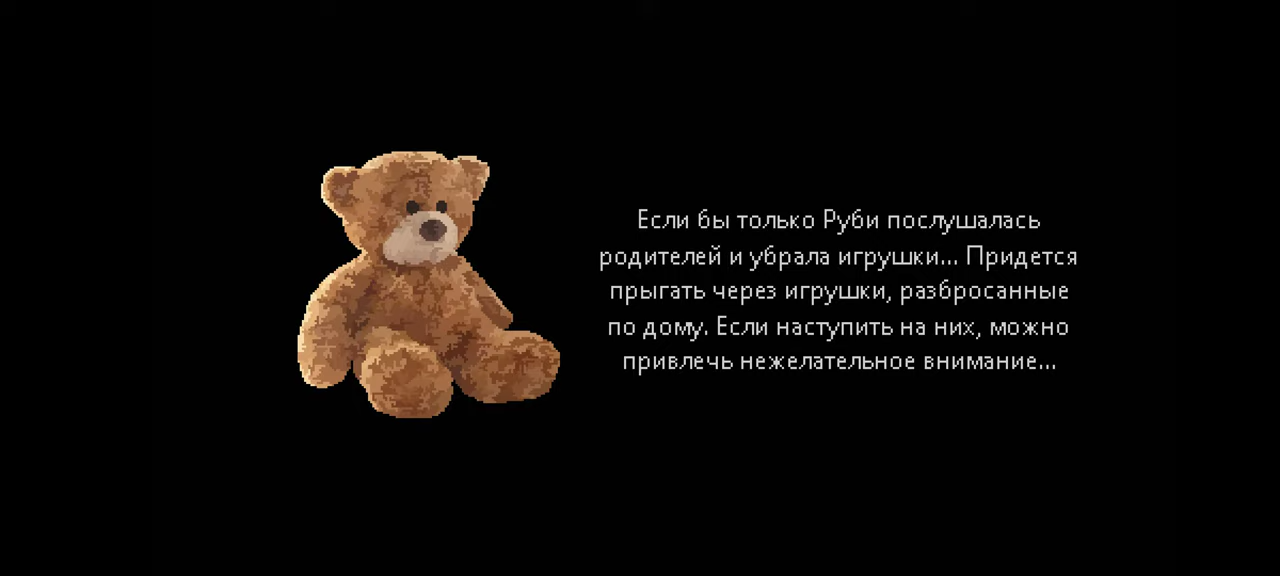 Если бы только Руби послушалась
родителей и убрала игрушки... Придется
прыгать через игрушки, разбросанные
по дому. Если наступить на них, можно
привлечь нежелательное внимание...